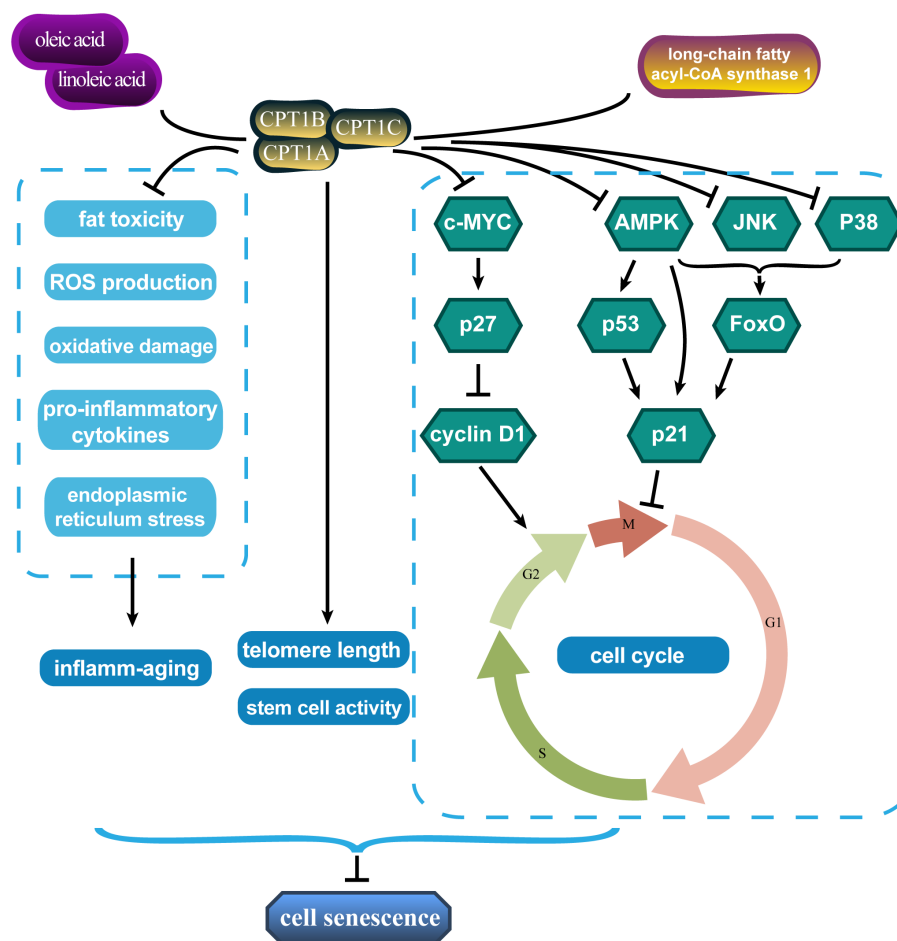 oleic acid
linoleic acid
long-chain fatty
acyl-CoA synthase 1
CPT1B
CPT1C
CPT1A
fat toxicity
ROS production
oxidative damage
pro-inflammatory
cytokines
endoplasmic
reticulum stress
inflamm-aging
telomere length
stem cell activity
c-MYC
AMPK
JNK
P38
p27
p53
FoxO
cyclin D1
p21
M
G2
G1
cell cycle
S
cell senescence